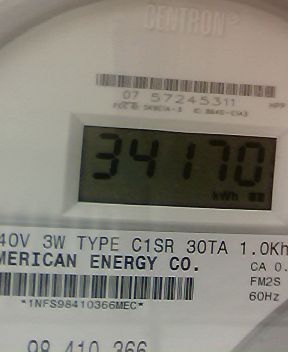 CENTRON®
07 57245311
34170
kWh
40V 3W TYPE C1SR 30TA 1.0Kh
MERICAN ENERGY CO.
CA 0.
FM2S
*1NFS98410366MEC*
60Hz
98 410 366